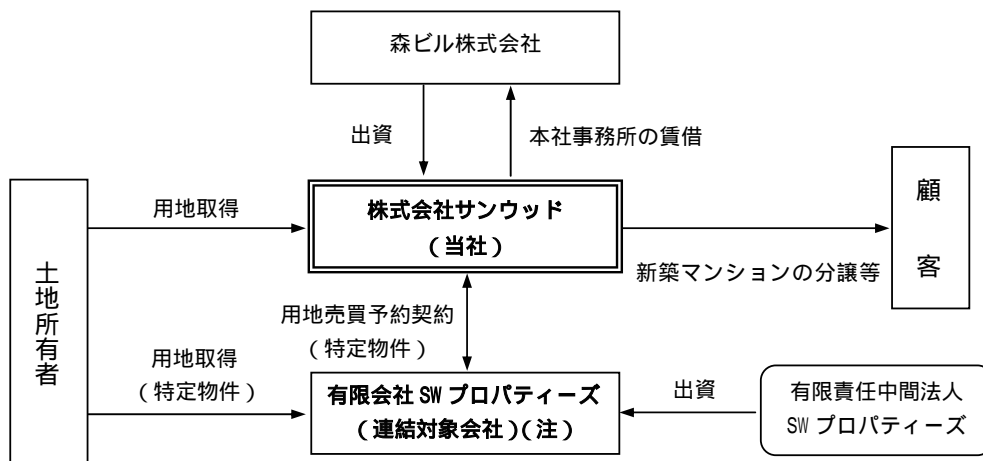 森ビル株式会社
出資
本社事務所の賃借
土地所有者
用地取得
株式会社サンウッド
(当社)
新築マンションの分譲等
顧客
用地売買予約契約
(特定物件)
用地取得
(特定物件)
有限会社 SW プロパティーズ
(連結対象会社)(注)
出資
有限責任中間法人
SW プロパティーズ